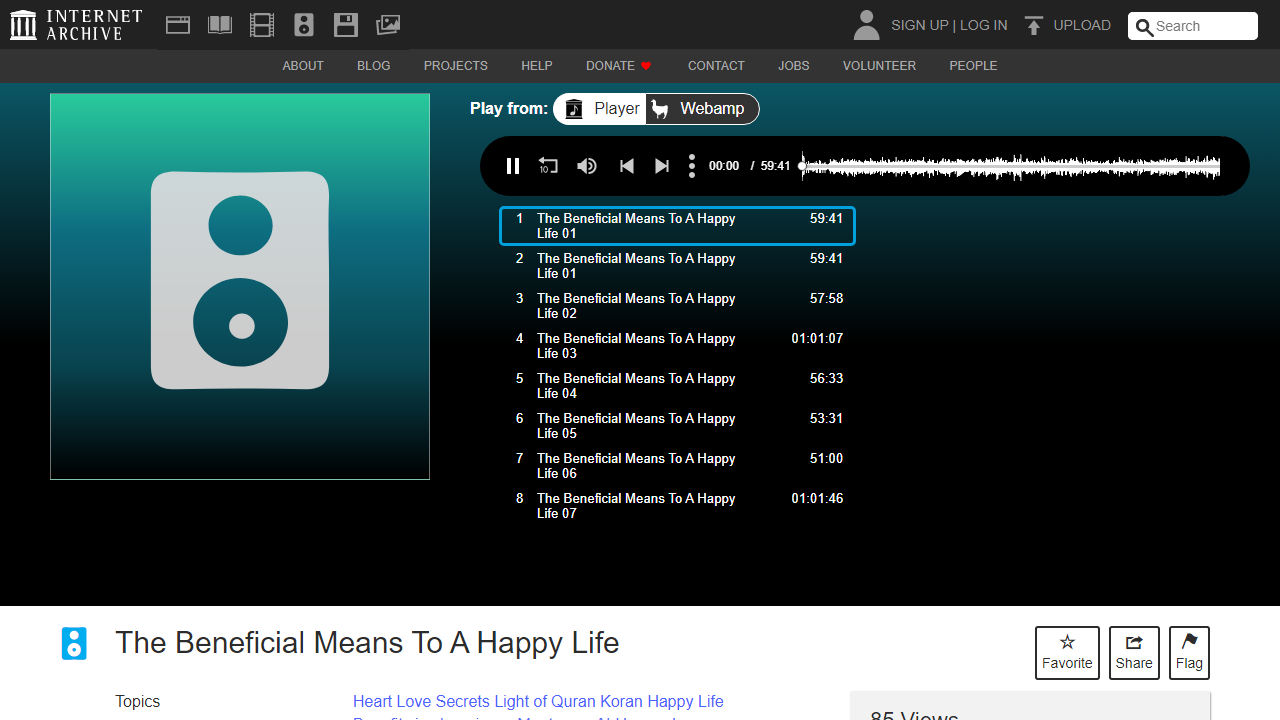 INTERNET
ARCHIVE
SIGN UP | LOG IN
UPLOAD
Search
ABOUT
BLOG
PROJECTS
HELP
DONATE
CONTACT
JOBS
VOLUNTEER
PEOPLE
Play from:
Player
Webamp
10
00:00 / 59:41
1 The Beneficial Means To A Happy 59:41
Life 01
2 The Beneficial Means To A Happy 59:41
Life 01
3 The Beneficial Means To A Happy 57:58
Life 02
4 The Beneficial Means To A Happy 01:01:07
Life 03
5 The Beneficial Means To A Happy 56:33
Life 04
6 The Beneficial Means To A Happy 53:31
Life 05
7 The Beneficial Means To A Happy 51:00
Life 06
8 The Beneficial Means To A Happy 01:01:46
Life 07
The Beneficial Means To A Happy Life
Favorite
Share
Flag
Topics
Heart Love Secrets Light of Quran Koran Happy Life
85 Views